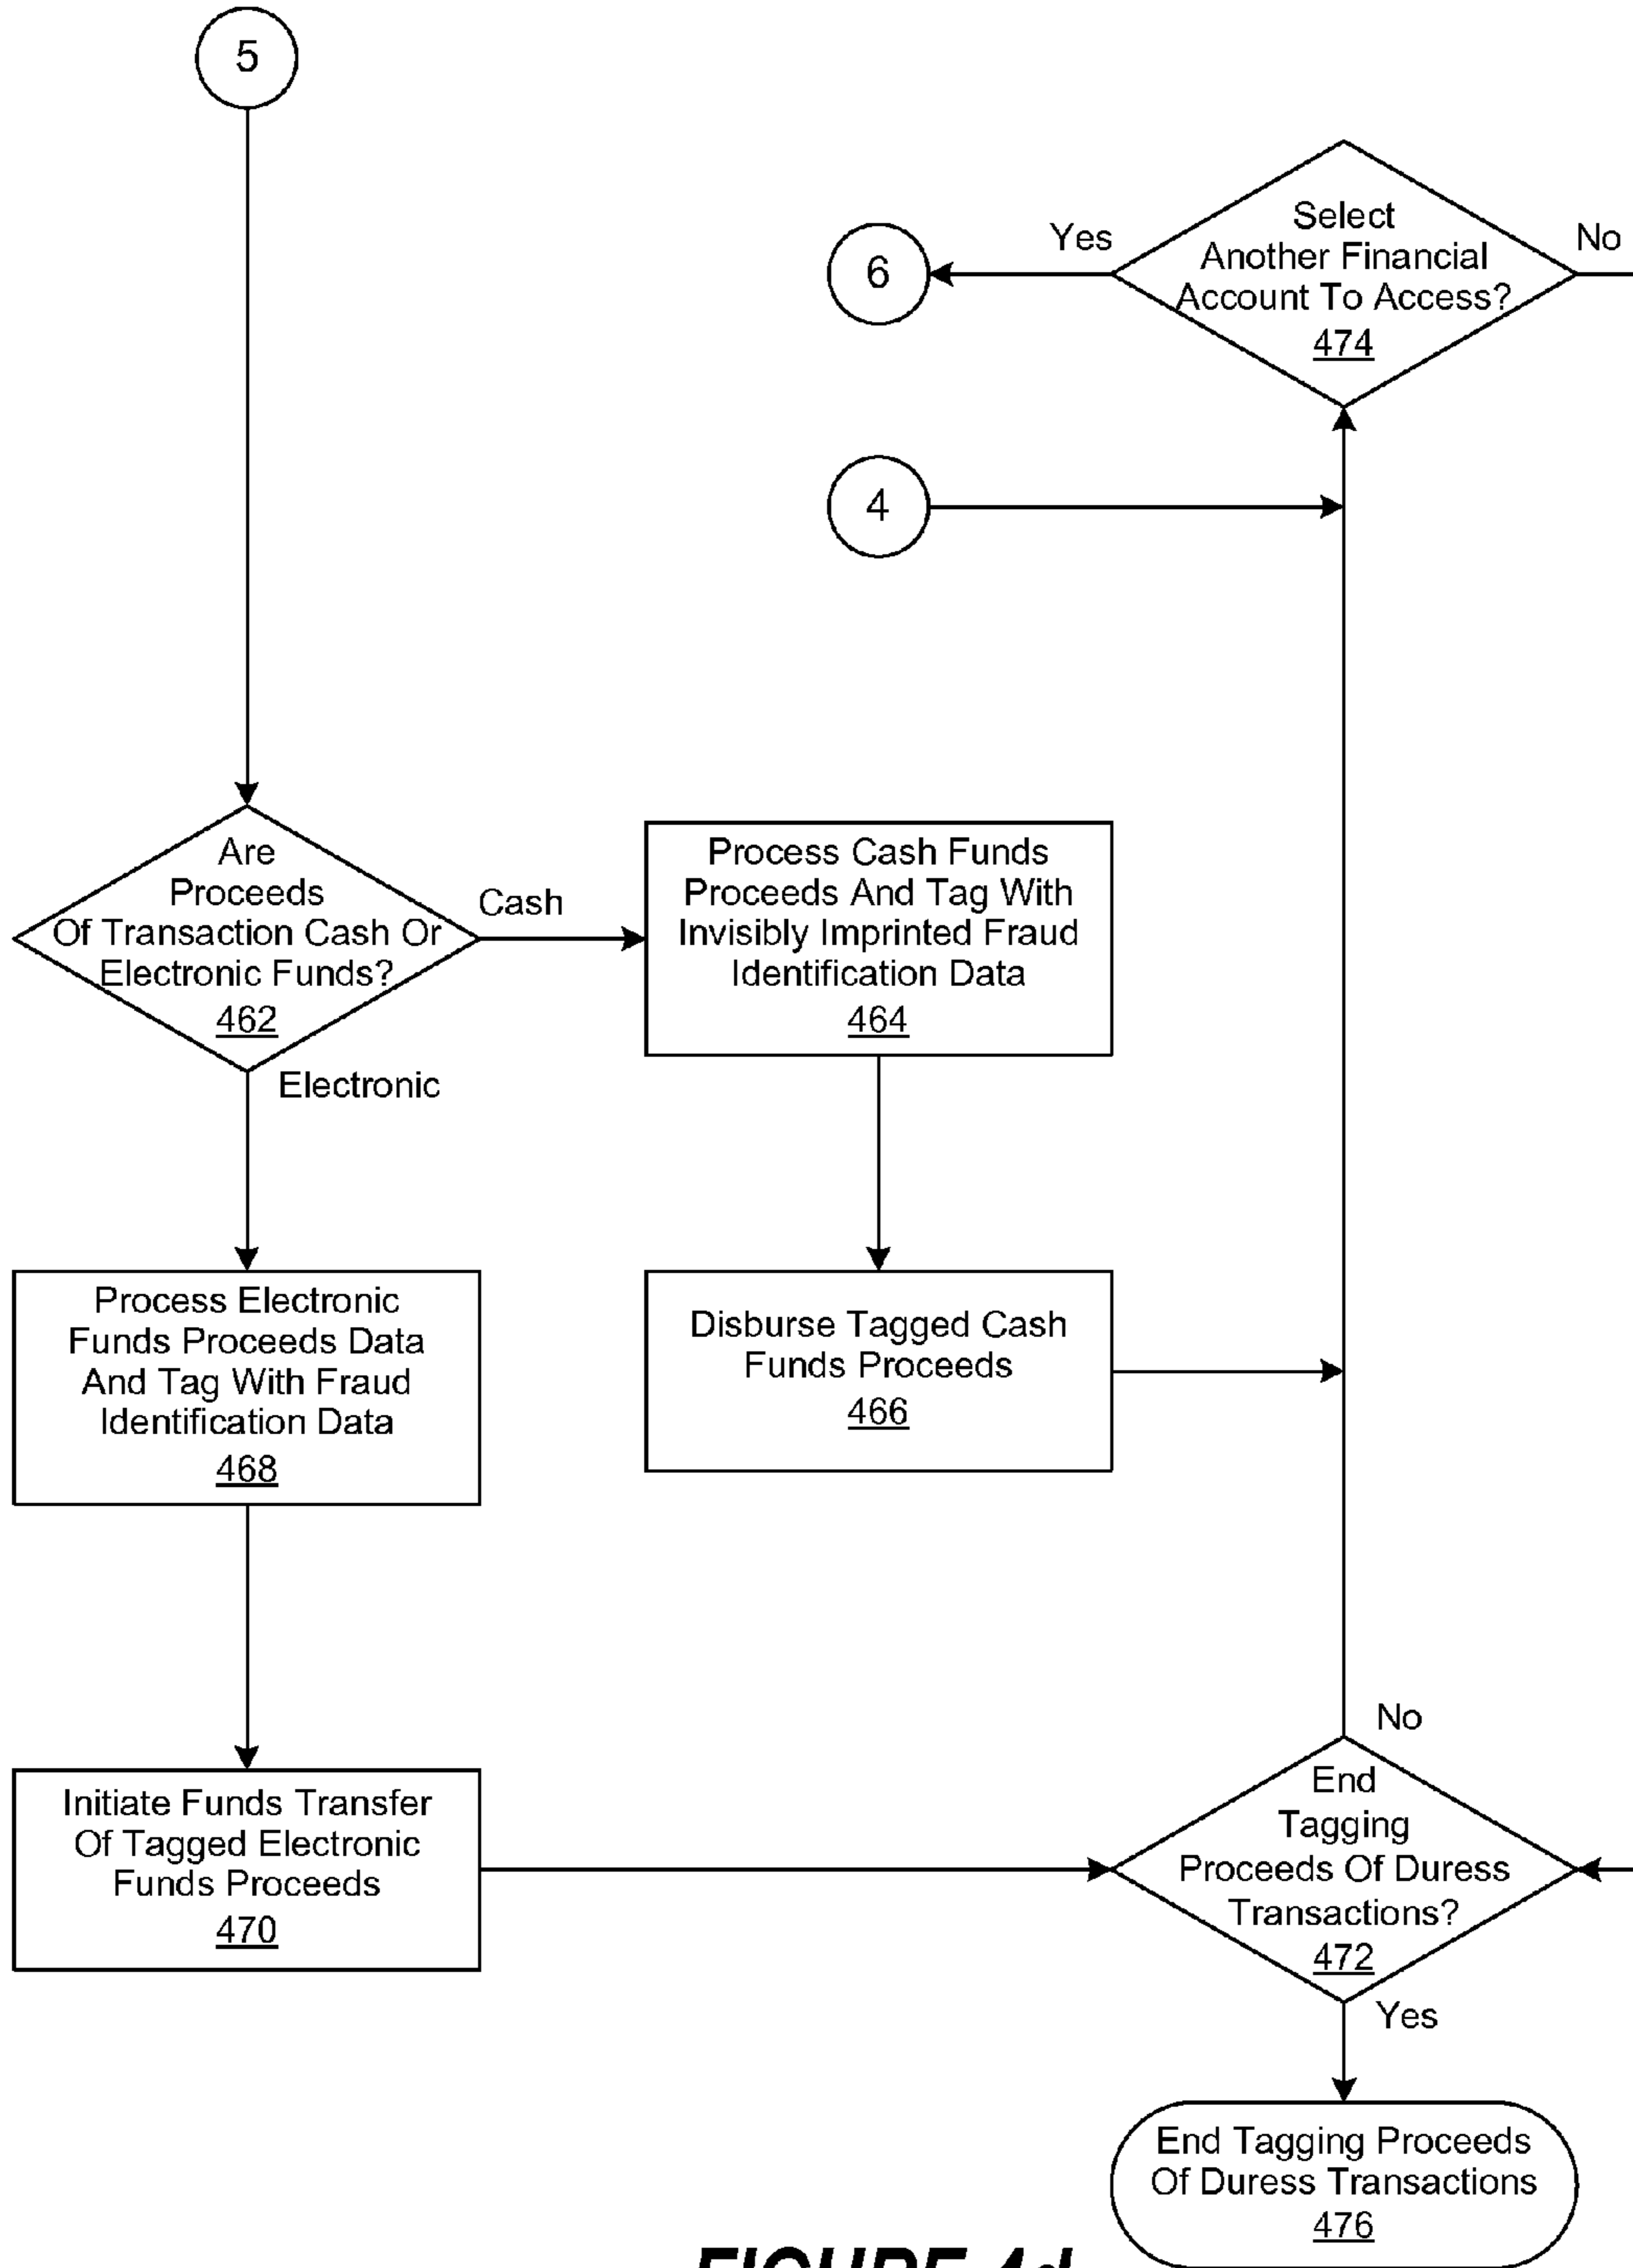 5
Select
Another Financial
Account To Access?
474
Yes
No
6
4
Are
Proceeds
Of Transaction Cash Or
Electronic Funds?
462
Cash
Electronic
Process Cash Funds
Proceeds And Tag With
Invisibly Imprinted Fraud
Identification Data
464
Process Electronic
Funds Proceeds Data
And Tag With Fraud
Identification Data
468
Disburse Tagged Cash
Funds Proceeds
466
Initiate Funds Transfer
Of Tagged Electronic
Funds Proceeds
470
No
End
Tagging
Proceeds Of Duress
Transactions?
472
Yes
End Tagging Proceeds
Of Duress Transactions
476
FIGURE 4d